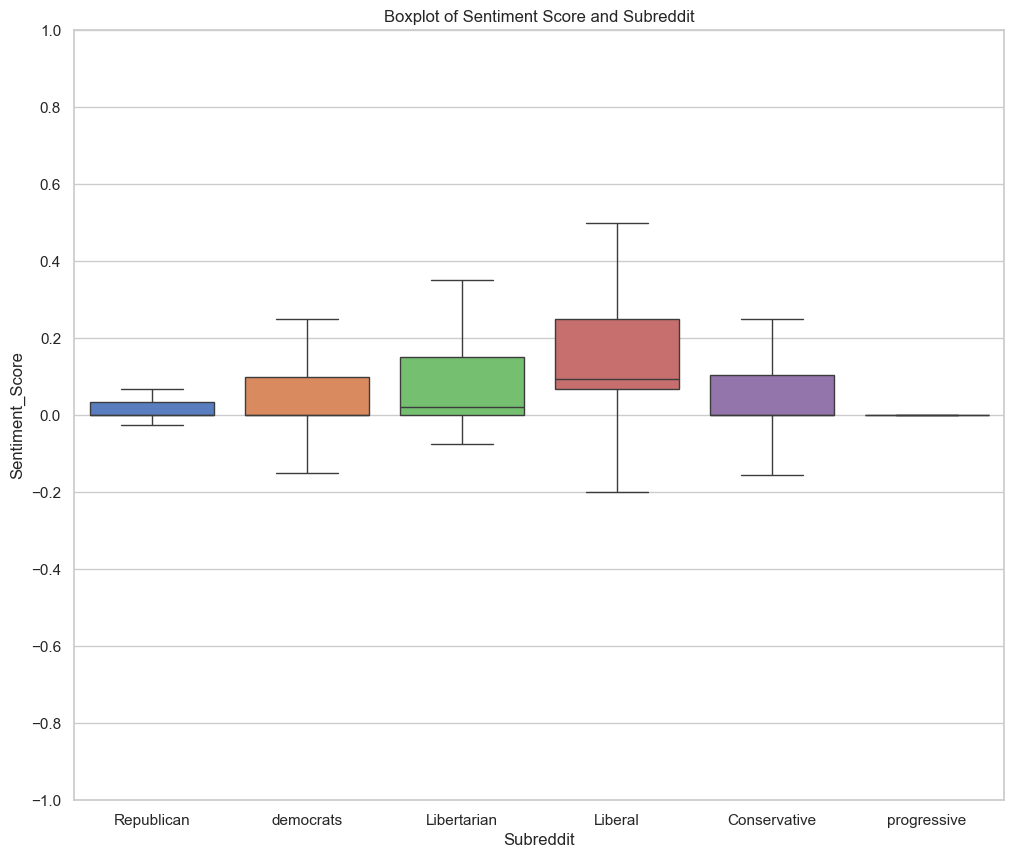 Boxplot of Sentiment Score and Subreddit
1.0
0.8
0.6
0.4
0.2
0.0
−0.2
−0.4
−0.6
−0.8
−1.0
Sentiment_Score
Republican democrats Libertarian Liberal Conservative progressive
Subreddit